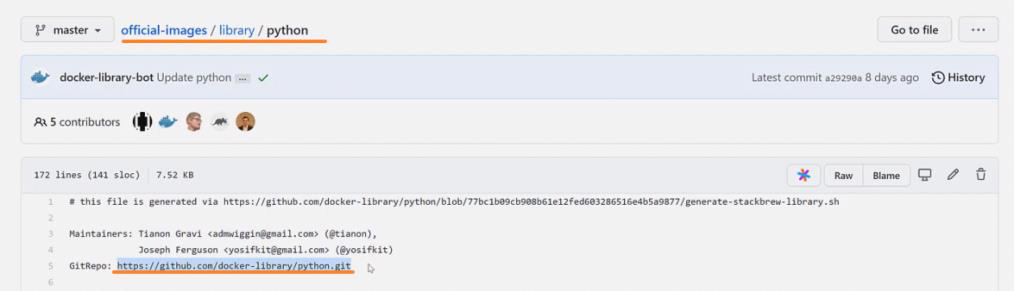 master official-images / library / python Go to file ...
docker-library-bot Update python ... Latest commit a29290a 8 days ago History
5 contributors
172 lines (141 sloc) 7.52 KB Raw Blame
1 # this file is generated via https://github.com/docker-library/python/blob/77bc1b09cb908b61e12fed603286516e4b5a9877/generate-stackbrew-library.sh
2
3 Maintainers: Tianon Gravi <admwiggin@gmail.com> (@tianon),
4 Joseph Ferguson <yosifkit@gmail.com> (@yosifkit)
5 GitRepo: https://github.com/docker-library/python.git
6